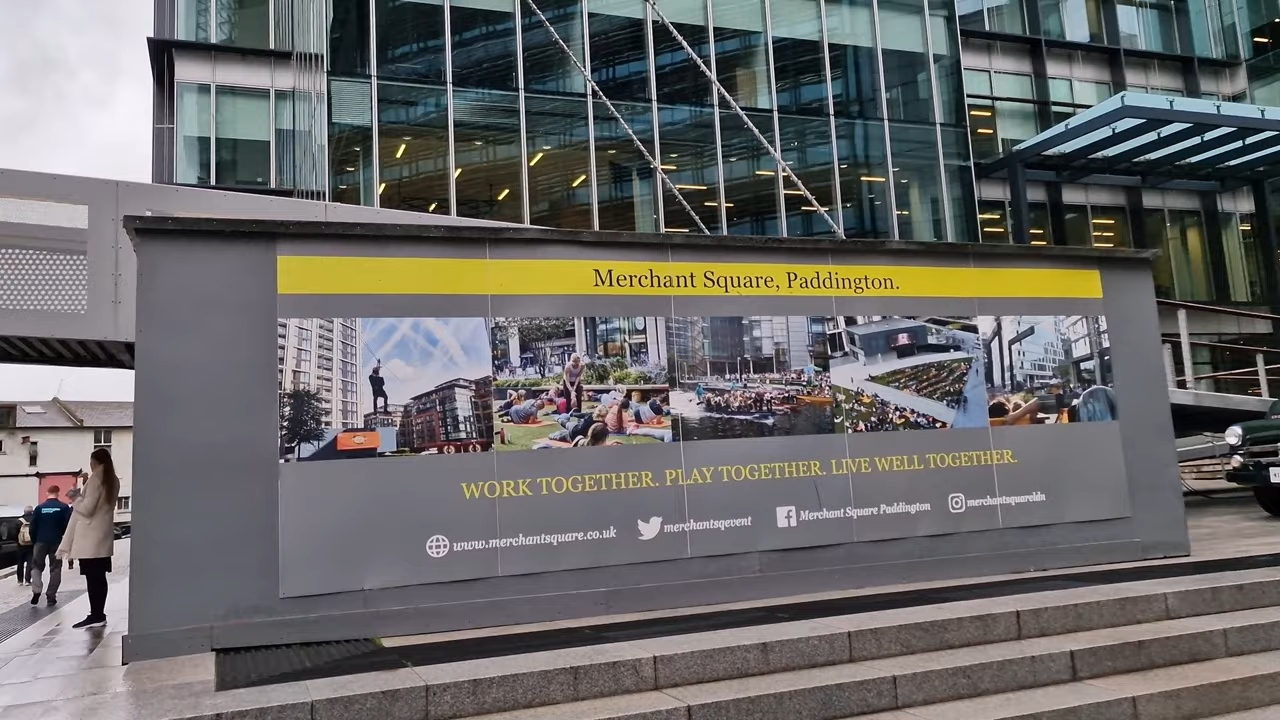 Merchant Square, Paddington.
WORK TOGETHER. PLAY TOGETHER. LIVE WELL TOGETHER.
www.merchantsquare.co.uk merchantsqevent Merchant Square Paddington merchantsquareldn